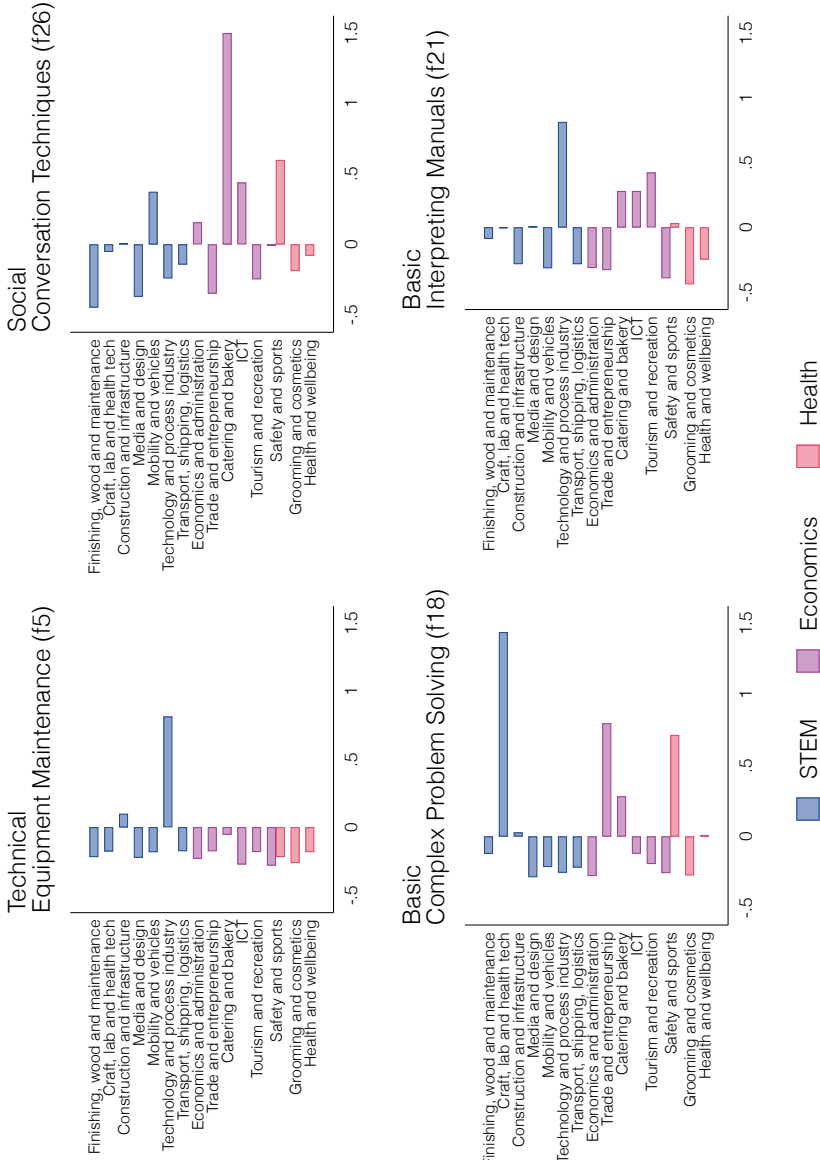 Technical
Equipment Maintenance (f5)
Finishing, wood and maintenance
Craft, lab and health tech
Construction and infrastructure
Media and design
Mobility and vehicles
Technology and process industry
Transport, shipping, logistics
Economics and administration
Trade and entrepreneurship
Catering and bakery
ICT
Tourism and recreation
Safety and sports
Grooming and cosmetics
Health and wellbeing
-.5 0 .5 1 1.5
Social
Conversation Techniques (f26)
Finishing, wood and maintenance
Craft, lab and health tech
Construction and infrastructure
Media and design
Mobility and vehicles
Technology and process industry
Transport, shipping, logistics
Economics and administration
Trade and entrepreneurship
Catering and bakery
ICT
Tourism and recreation
Safety and sports
Grooming and cosmetics
Health and wellbeing
-.5 0 .5 1 1.5
Basic
Complex Problem Solving (f18)
Finishing, wood and maintenance
Craft, lab and health tech
Construction and infrastructure
Media and design
Mobility and vehicles
Technology and process industry
Transport, shipping, logistics
Economics and administration
Trade and entrepreneurship
Catering and bakery
ICT
Tourism and recreation
Safety and sports
Grooming and cosmetics
Health and wellbeing
-.5 0 .5 1 1.5
Basic
Interpreting Manuals (f21)
Finishing, wood and maintenance
Craft, lab and health tech
Construction and infrastructure
Media and design
Mobility and vehicles
Technology and process industry
Transport, shipping, logistics
Economics and administration
Trade and entrepreneurship
Catering and bakery
ICT
Tourism and recreation
Safety and sports
Grooming and cosmetics
Health and wellbeing
-.5 0 .5 1 1.5
STEM Economics Health